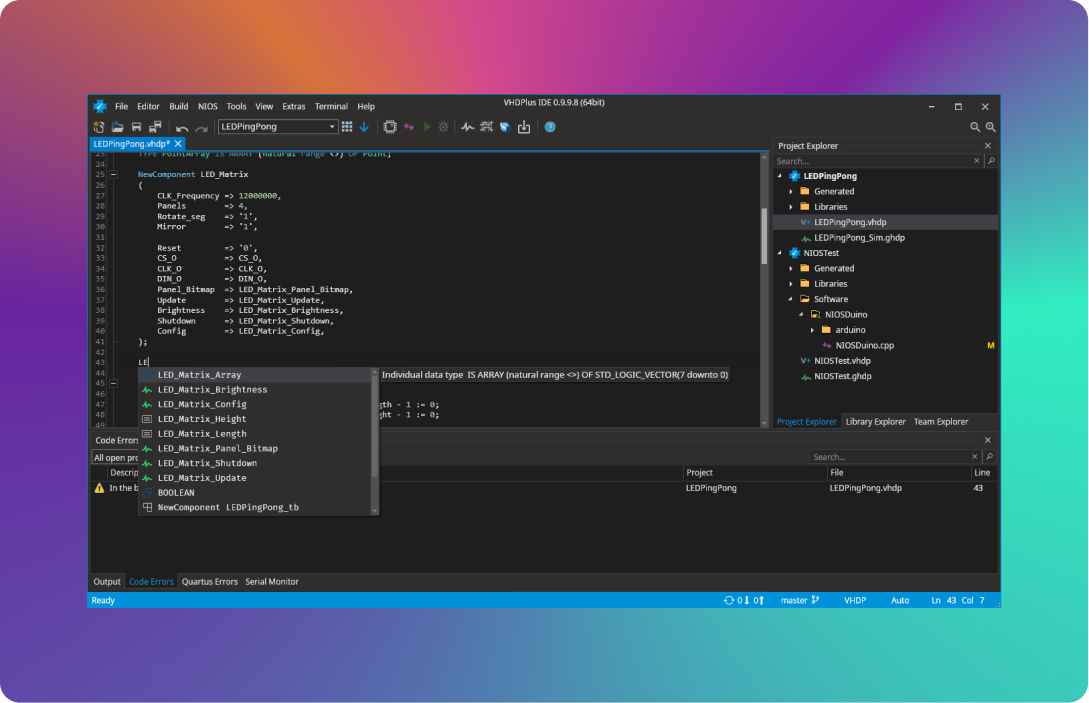 VHDPlus IDE 0.9.9.8 (64bit)
File Editor Build NIOS Tools View Extras Terminal Help
LEDPingPong
LEDPingPong.vhdp*
23 TYPE PointArray IS ARRAY (natural range <>) OF Point;
24
25 NewComponent LED_Matrix
26 (
27 CLK_Frequency => 12000000,
28 Panels => 4,
29 Rotate_seg => '1',
30 Mirror => '1',
31
32 Reset => '0',
33 CS_O => CS_O,
34 CLK_O => CLK_O,
35 DIN_O => DIN_O,
36 Panel_Bitmap => LED_Matrix_Panel_Bitmap,
37 Update => LED_Matrix_Update,
38 Brightness => LED_Matrix_Brightness,
39 Shutdown => LED_Matrix_Shutdown,
40 Config => LED_Matrix_Config,
41 );
42
43 LE
44
45
46
47 gth - 1 := 0;
48 ght - 1 := 0;
49
LED_Matrix_Array
Individual data type IS ARRAY (natural range <>) OF STD_LOGIC_VECTOR(7 downto 0)
LED_Matrix_Brightness
LED_Matrix_Config
LED_Matrix_Height
LED_Matrix_Length
LED_Matrix_Panel_Bitmap
LED_Matrix_Shutdown
LED_Matrix_Update
BOOLEAN
NewComponent LEDPingPong_tb
Project Explorer
Search...
LEDPingPong
Generated
Libraries
V+ LEDPingPong.vhdp
LEDPingPong_Sim.ghdp
NIOSTest
Generated
Libraries
Software
NIOSDuino
arduino
NIOSDuino.cpp M
V+ NIOSTest.vhdp
NIOSTest.ghdp
Project Explorer Library Explorer Team Explorer
Code Errors
All open pro
Search...
Descrip Project File Line
In the b LEDPingPong LEDPingPong.vhdp 43
Output Code Errors Quartus Errors Serial Monitor
Ready 0 0 master VHDP Auto Ln 43 Col 7